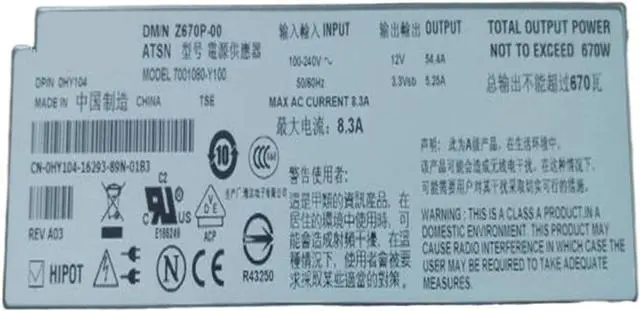 DM/N Z670P-00
ATSN 型号 電源供應器
MODEL 7001080-Y100
DP/N 0HY104
MADE IN 中国制造 CHINA TSE
输入輸入 INPUT
100-240V ~
50/60Hz
输出輸出 OUTPUT
12V 54.4A
3.3Vsb 5.25A
MAX AC CURRENT 8.3A
最大电流: 8.3A
TOTAL OUTPUT POWER
NOT TO EXCEED 670W
总输出不能超过670瓦
CN-0HY104-16293-89N-01B3
REV A03
10
CCC
C2
UL US
E186249
VDE
ACP
HIPOT
N
CE
R43250
警告使用者:
這是甲類的資訊產品, 在
居住的環境中使用時, 可
能會造成射頻干擾, 在這
種情況下, 使用者會被要
求採取某些適當的對策。
声明: 此为A级产品, 在生活环境中,
该产品可能会造成无线电干扰, 在这种情况下,
可能需要用户对其干扰采取切实可行的措施。
WARNING: THIS IS A CLASS A PRODUCT.IN A
DOMESTIC ENVIRONMENT. THIS PRODUCT MAY
CAUSE RADIO INTERFERENCE IN WHICH CASE THE
USER MAY BE REQUIRED TO TAKE ADEQUATE
MEASURES.